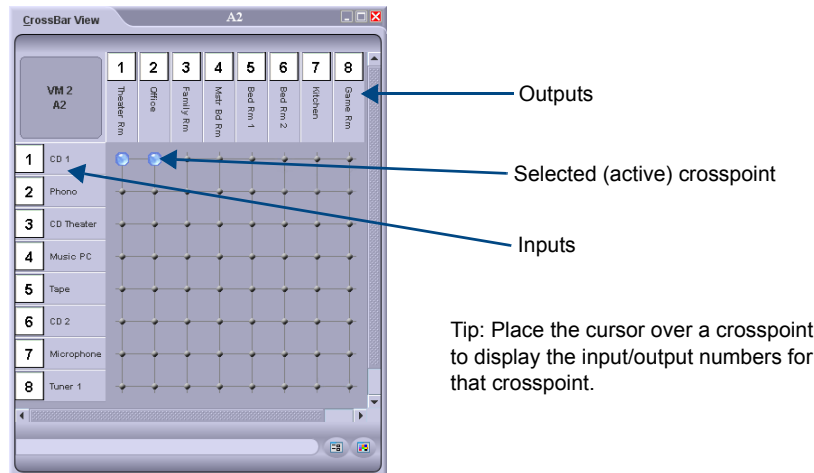 CrossBar View
A2
VM 2
A2
1 2 3 4 5 6 7 8
Theater Rm
Office
Family Rm
Mstr Bd Rm
Bed Rm 1
Bed Rm 2
Kitchen
Game Rm
1 CD 1
2 Phono
3 CD Theater
4 Music PC
5 Tape
6 CD 2
7 Microphone
8 Tuner 1
Outputs
Selected (active) crosspoint
Inputs
Tip: Place the cursor over a crosspoint
to display the input/output numbers for
that crosspoint.